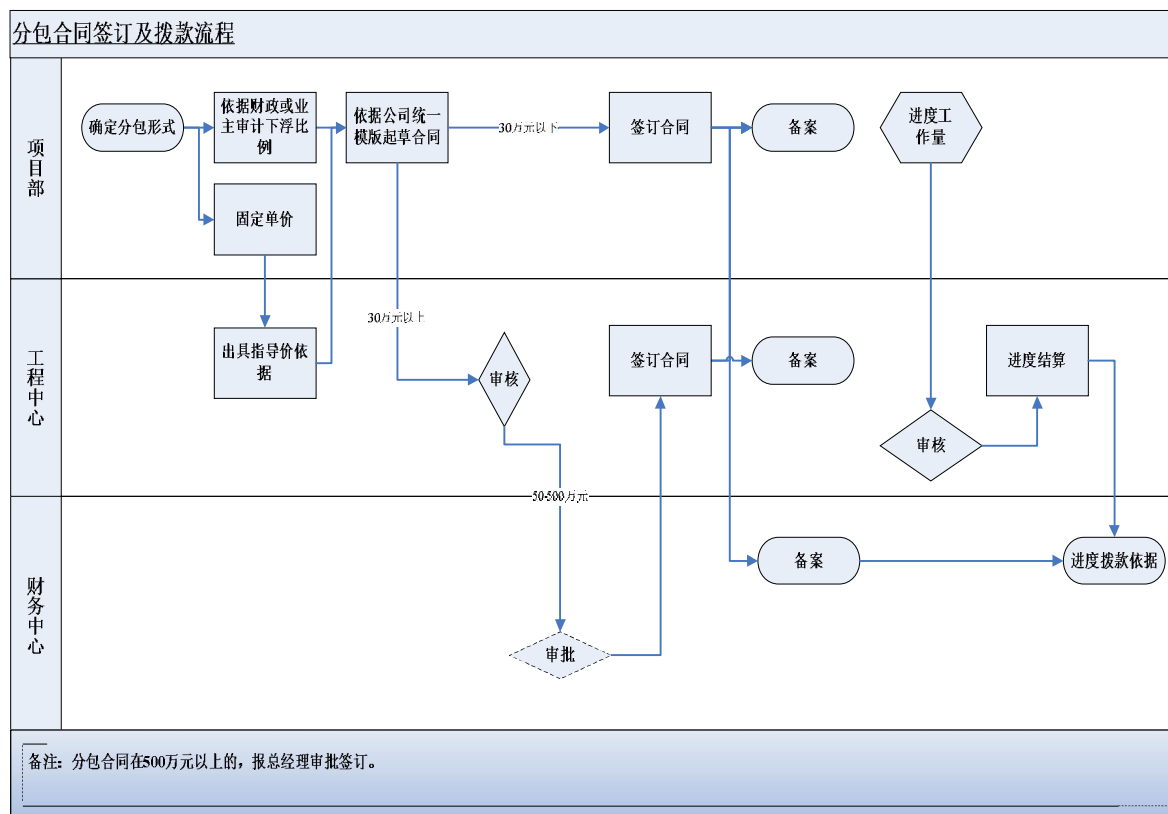 分包合同签订及拨款流程
项目部
确定分包形式
依据财政或业
主审计下浮比
例
依据公司统一
模版起草合同
30万元以下
签订合同
备案
进度工
作量
固定单价
工程中心
出具指导价依
据
30万元以上
审核
签订合同
备案
进度结算
审核
50-500万元
财务中心
备案
进度拨款依据
审批
备注：分包合同在500万元以上的，报总经理审批签订。